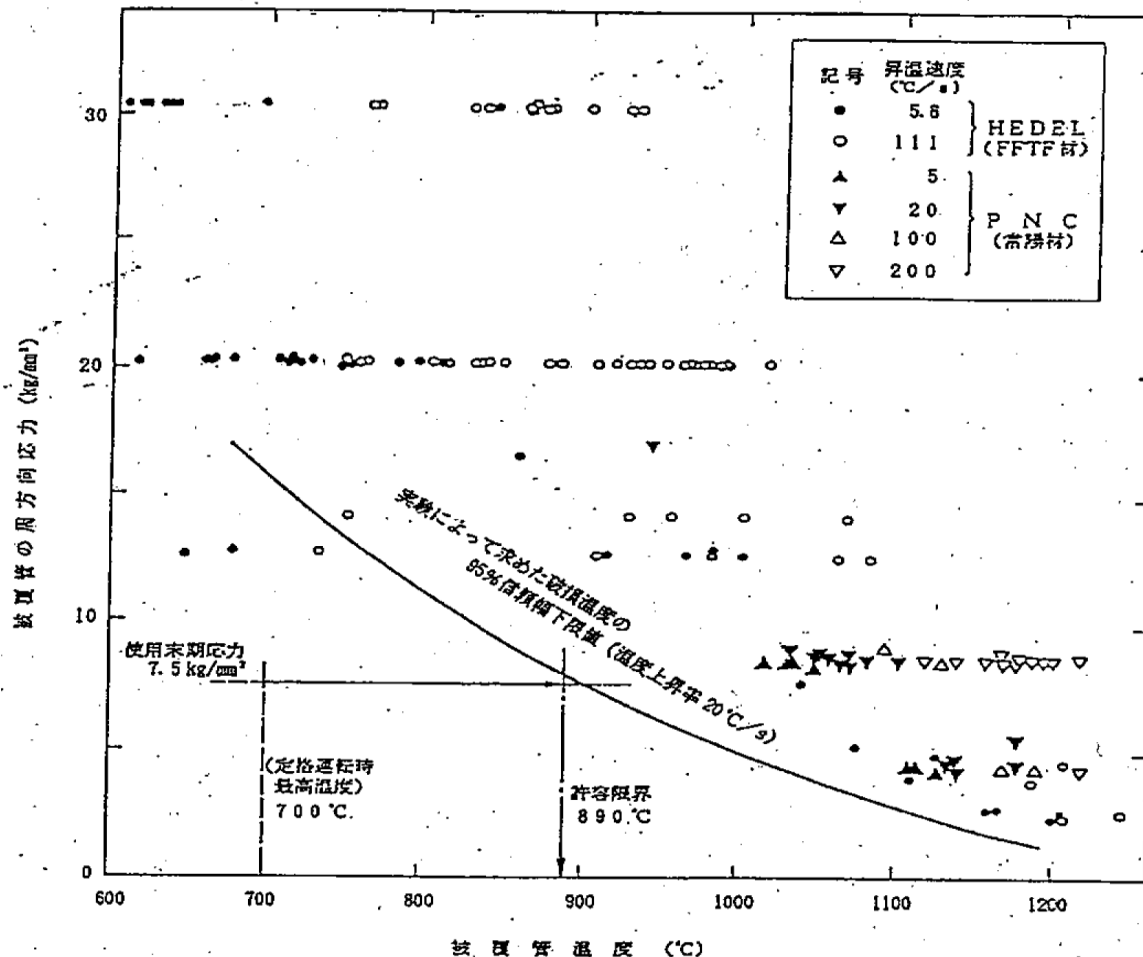 記号 昇温速度
(℃/s)
● 5.6
○ 111
HEDEL
(FFTF材)
▲ 5
▼ 20
△ 100
▽ 200
PNC
(常陽材)
30
20
10
0
被覆管の周方向応力 (kg/mm²)
実験によって求めた破損温度の
95%信頼幅下限値 (温度上昇率20℃/s)
使用末期応力
7.5kg/mm²
(定格運転時
最高温度)
700℃
許容限界
890℃
600 700 800 900 1000 1100 1200
被覆管温度 (℃)